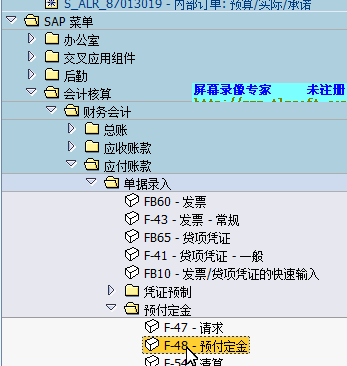 S_ALR_87013019 - 内部订单: 预算/实际/承诺
SAP 菜单
办公室
交叉应用组件
后勤
会计核算
屏幕录像专家 未注册
财务会计
总账
应收账款
应付账款
单据录入
FB60 - 发票
F-43 - 发票 - 常规
FB65 - 贷项凭证
F-41 - 贷项凭证 - 一般
FB10 - 发票/贷项凭证的快速输入
凭证预制
预付定金
F-47 - 请求
F-48 - 预付定金
F-54 - 清算